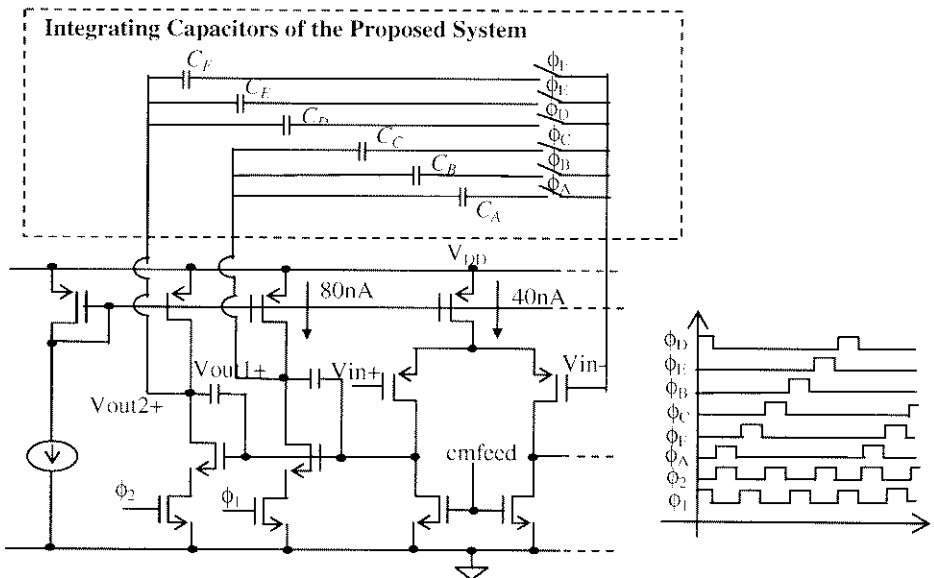 Integrating Capacitors of the Proposed System
C_F
ϕ_F
C_E
ϕ_E
C_D
ϕ_D
C_C
ϕ_C
C_B
ϕ_B
C_A
ϕ_A
V_DD
80nA
40nA
Vout1+
Vin+
Vin-
Vout2+
cmfeed
ϕ_2
ϕ_1
ϕ_D
ϕ_E
ϕ_B
ϕ_C
ϕ_F
ϕ_A
ϕ_2
ϕ_1